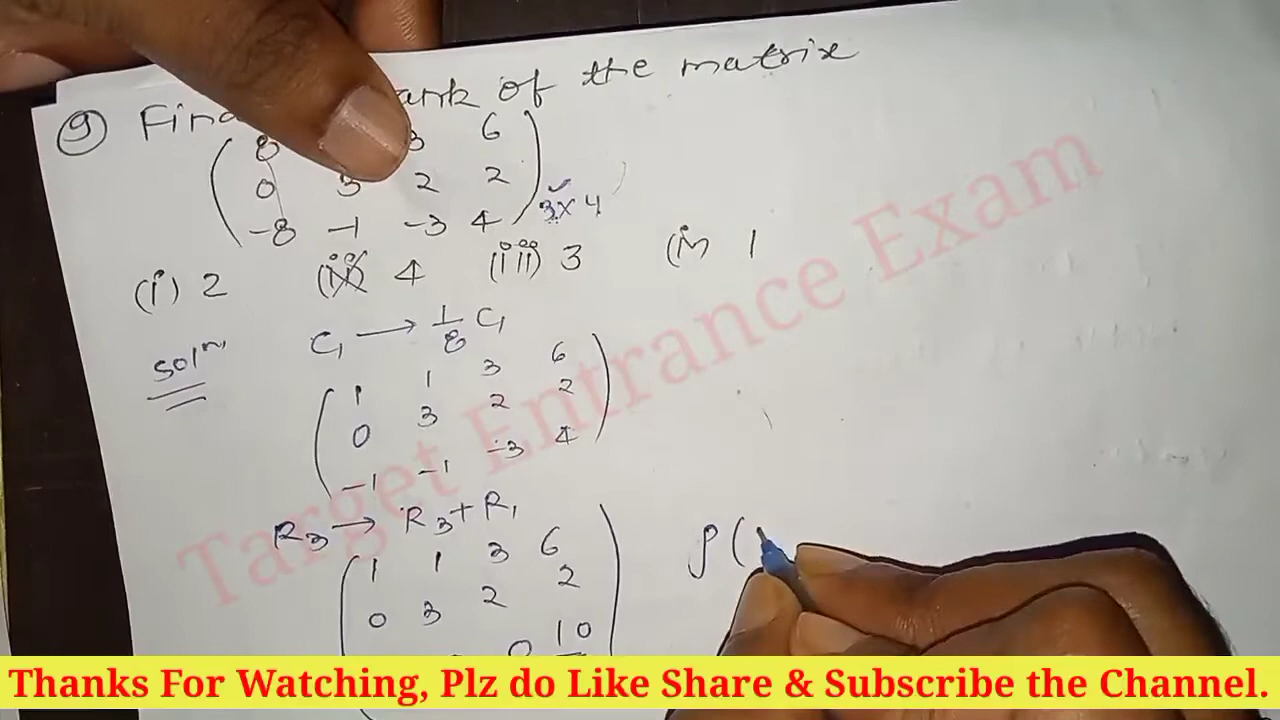 9) Find ank of the matrix
8 3 6
0 3 2 2
-8 -1 -3 4 3×4
(i) 2 (ii) 4 (iii) 3 (iv) 1
Solⁿ, C₁ → 1/8 C₁
1 1 3 6
0 3 2 2
-1 -1 -3 4
R₃ → R₃ + R₁
1 1 3 6
0 3 2 2
0 10
ρ(
Target Entrance Exam
Thanks For Watching, Plz do Like Share & Subscribe the Channel.